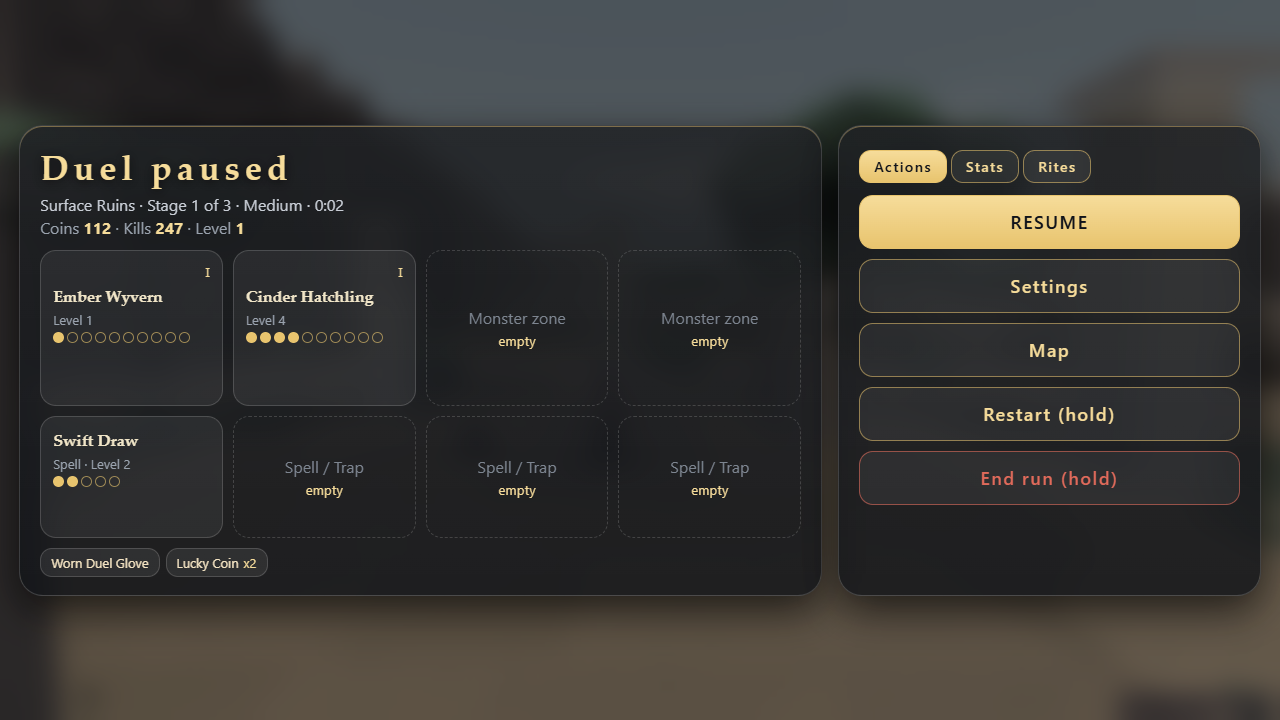 Duel paused
Surface Ruins · Stage 1 of 3 · Medium · 0:02
Coins 112 · Kills 247 · Level 1
I
Ember Wyvern
Level 1
I
Cinder Hatchling
Level 4
Monster zone
empty
Monster zone
empty
Swift Draw
Spell · Level 2
Spell / Trap
empty
Spell / Trap
empty
Spell / Trap
empty
Worn Duel Glove
Lucky Coin x2
Actions
Stats
Rites
RESUME
Settings
Map
Restart (hold)
End run (hold)